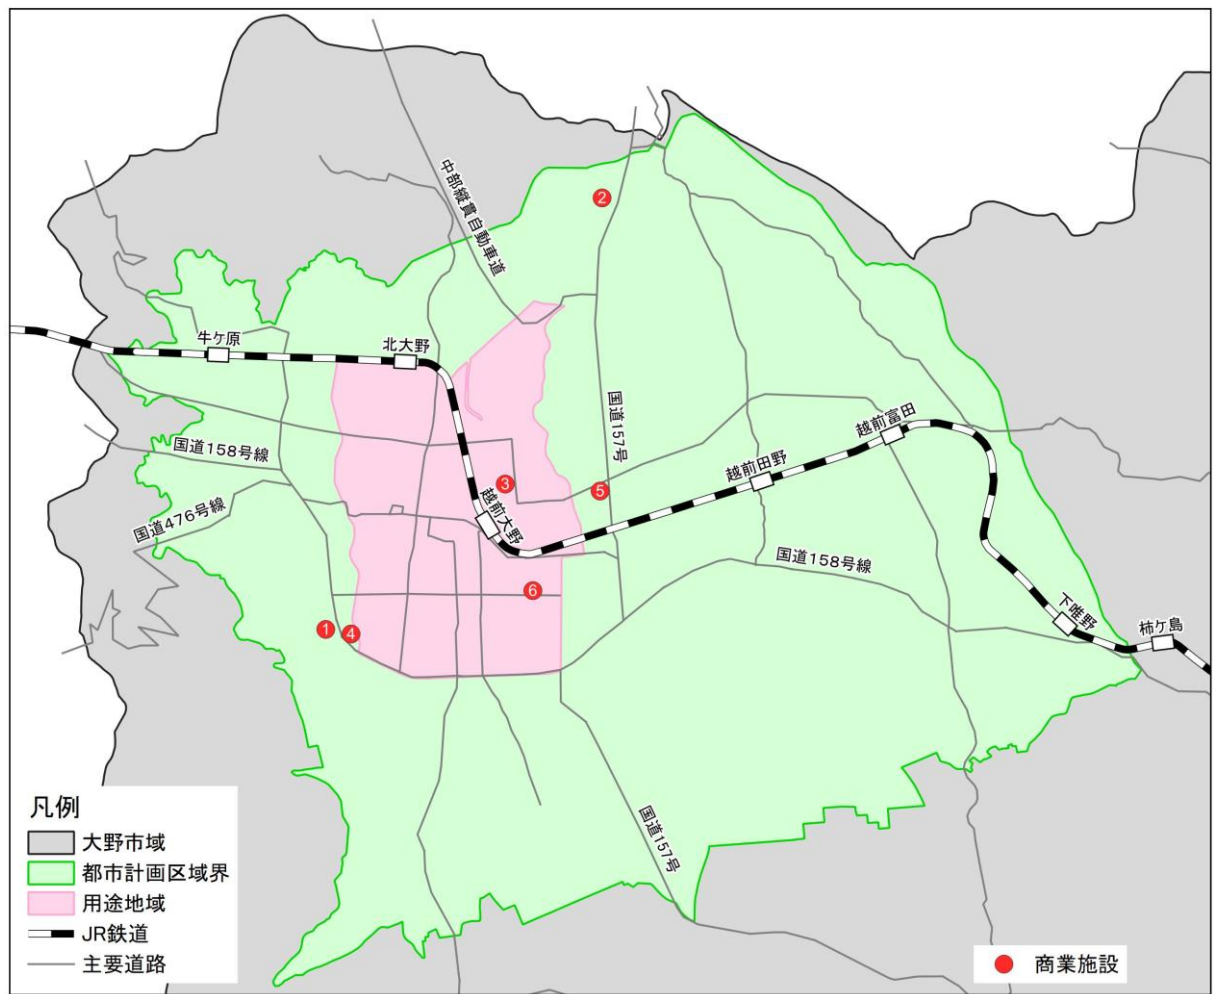 中部縦貫自動車道
2
牛ケ原
北大野
国道157号
国道158号線
越前富田
越前田野
3
5
国道476号線
越前大野
国道158号線
6
1
4
下唯野
柿ケ島
国道157号
凡例
大野市域
都市計画区域界
用途地域
JR鉄道
主要道路
商業施設